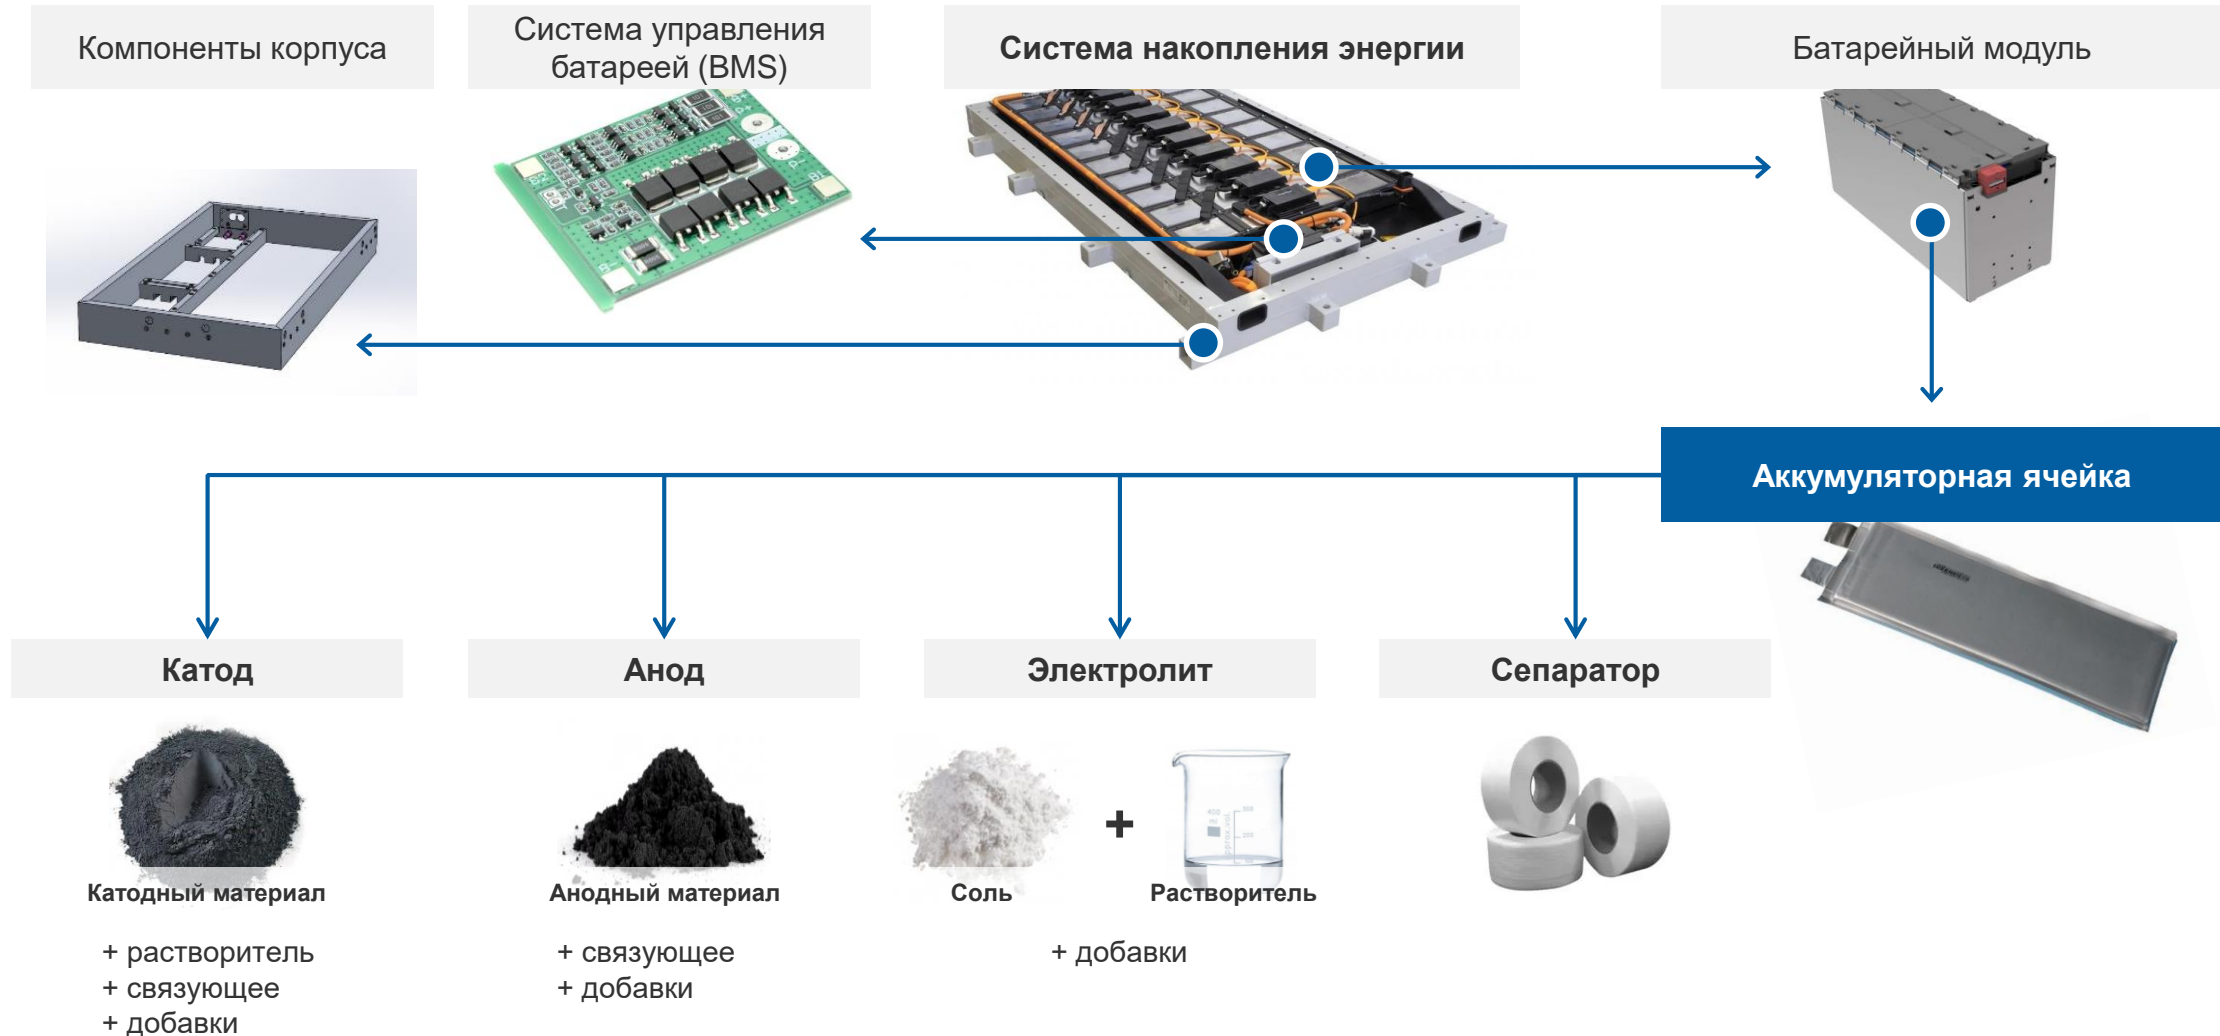 Компоненты корпуса
Система управления
батареей (BMS)
Система накопления энергии
Батарейный модуль
Аккумуляторная ячейка
Катод
Анод
Электролит
Сепаратор
+
Катодный материал
Анодный материал
Соль
Растворитель
+ растворитель
+ связующее
+ добавки
+ связующее
+ добавки
+ добавки